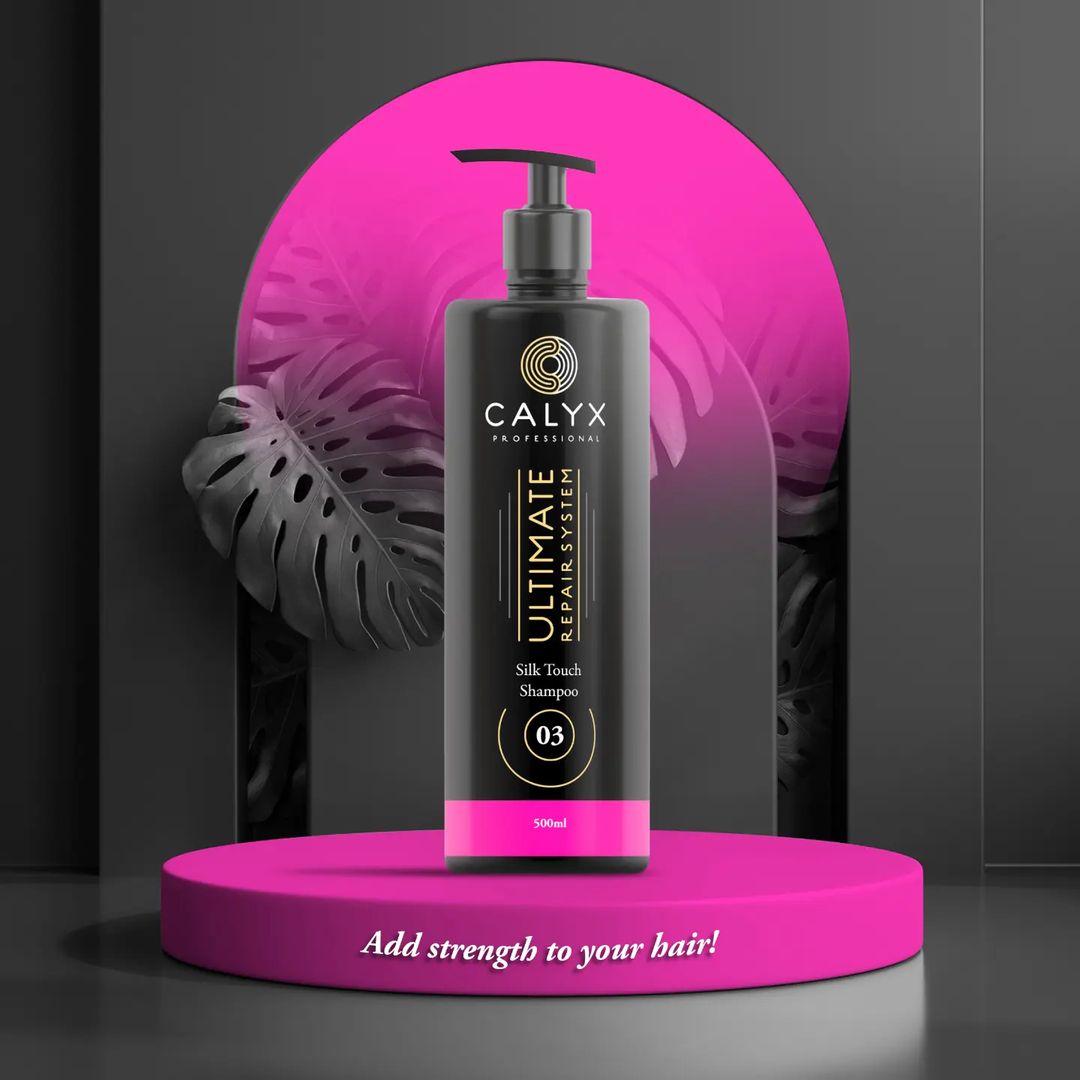 CALYX
PROFESSIONAL
ULTIMATE
REPAIR SYSTEM
Silk Touch
Shampoo
03
500ml
Add strength to your hair!